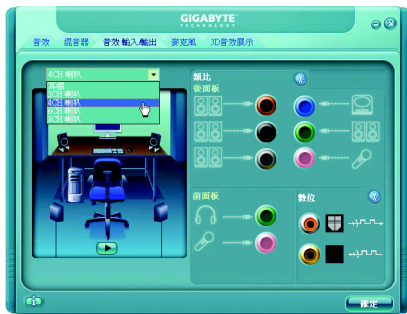 GIGABYTE
TECHNOLOGY
音效 混音器 音效輸入/輸出 麥克風 3D音效展示
4CH 喇叭
耳機
2CH 喇叭
4CH 喇叭
6CH 喇叭
8CH 喇叭
類比
後面板
前面板
數位
確定